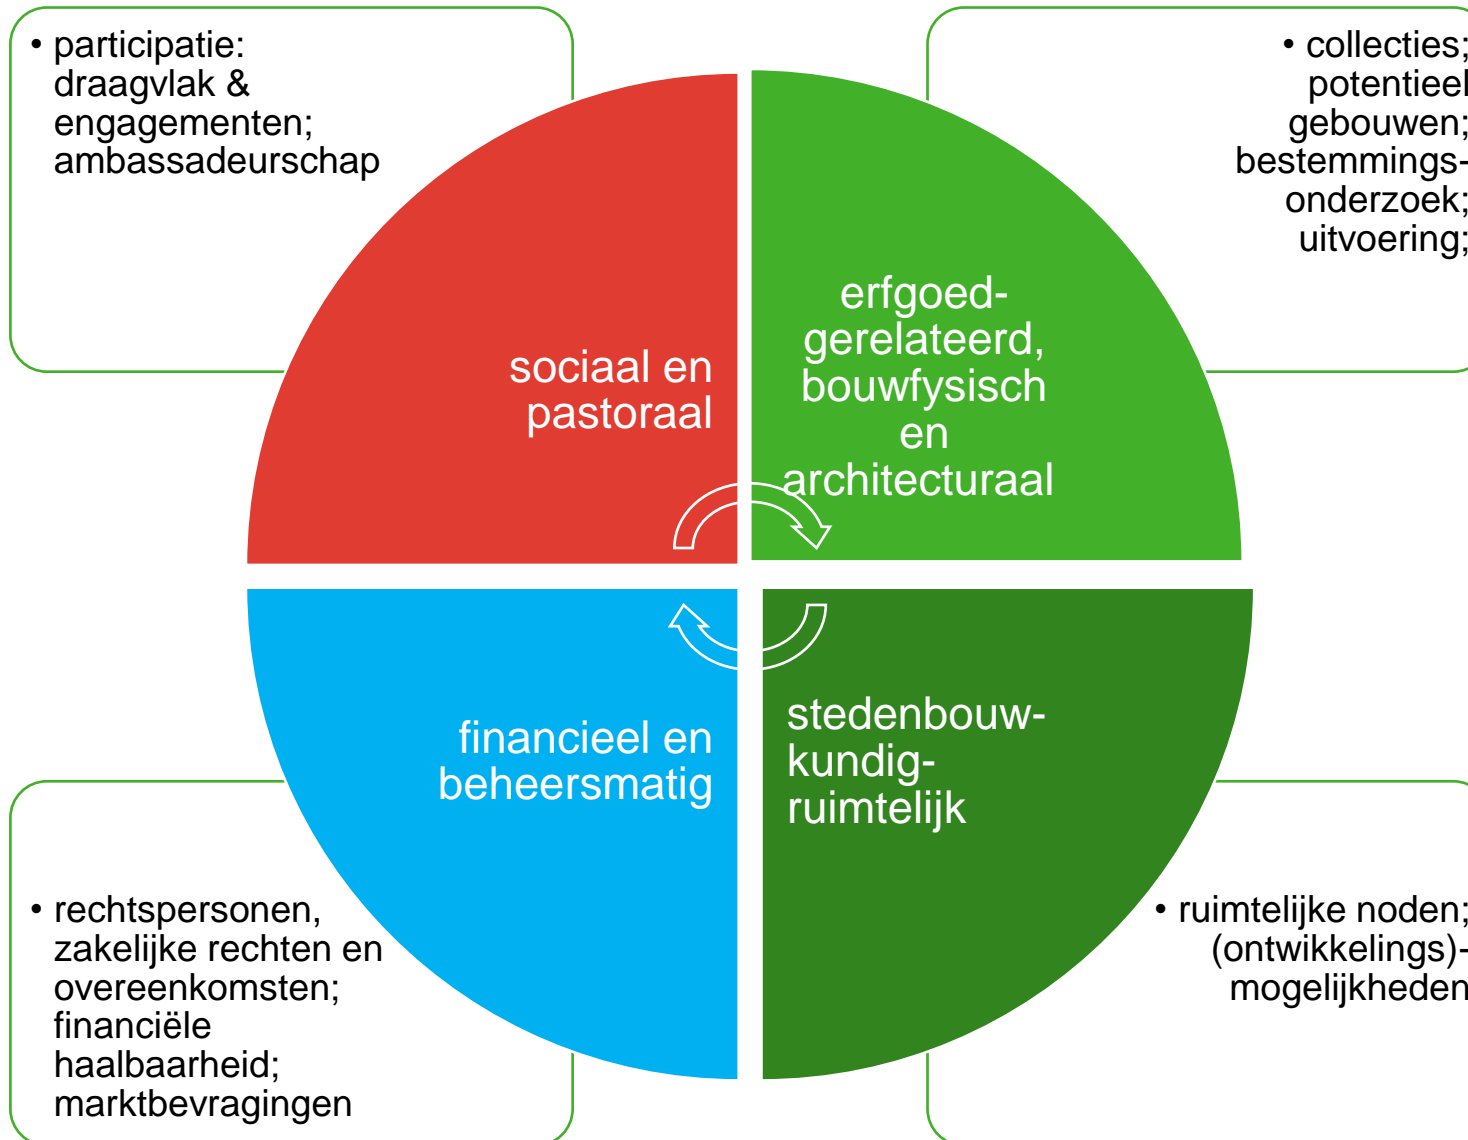 • participatie:
draagvlak &
engagementen;
ambassadeurschap
• collecties;
potentieel
gebouwen;
bestemmings-
onderzoek;
uitvoering;
sociaal en
pastoraal
erfgoed-
gerelateerd,
bouwfysisch
en
architecturaal
financieel en
beheersmatig
stedenbouw-
kundig-
ruimtelijk
• rechtspersonen,
zakelijke rechten en
overeenkomsten;
financiële
haalbaarheid;
marktbevragingen
• ruimtelijke noden;
(ontwikkelings)-
mogelijkheden